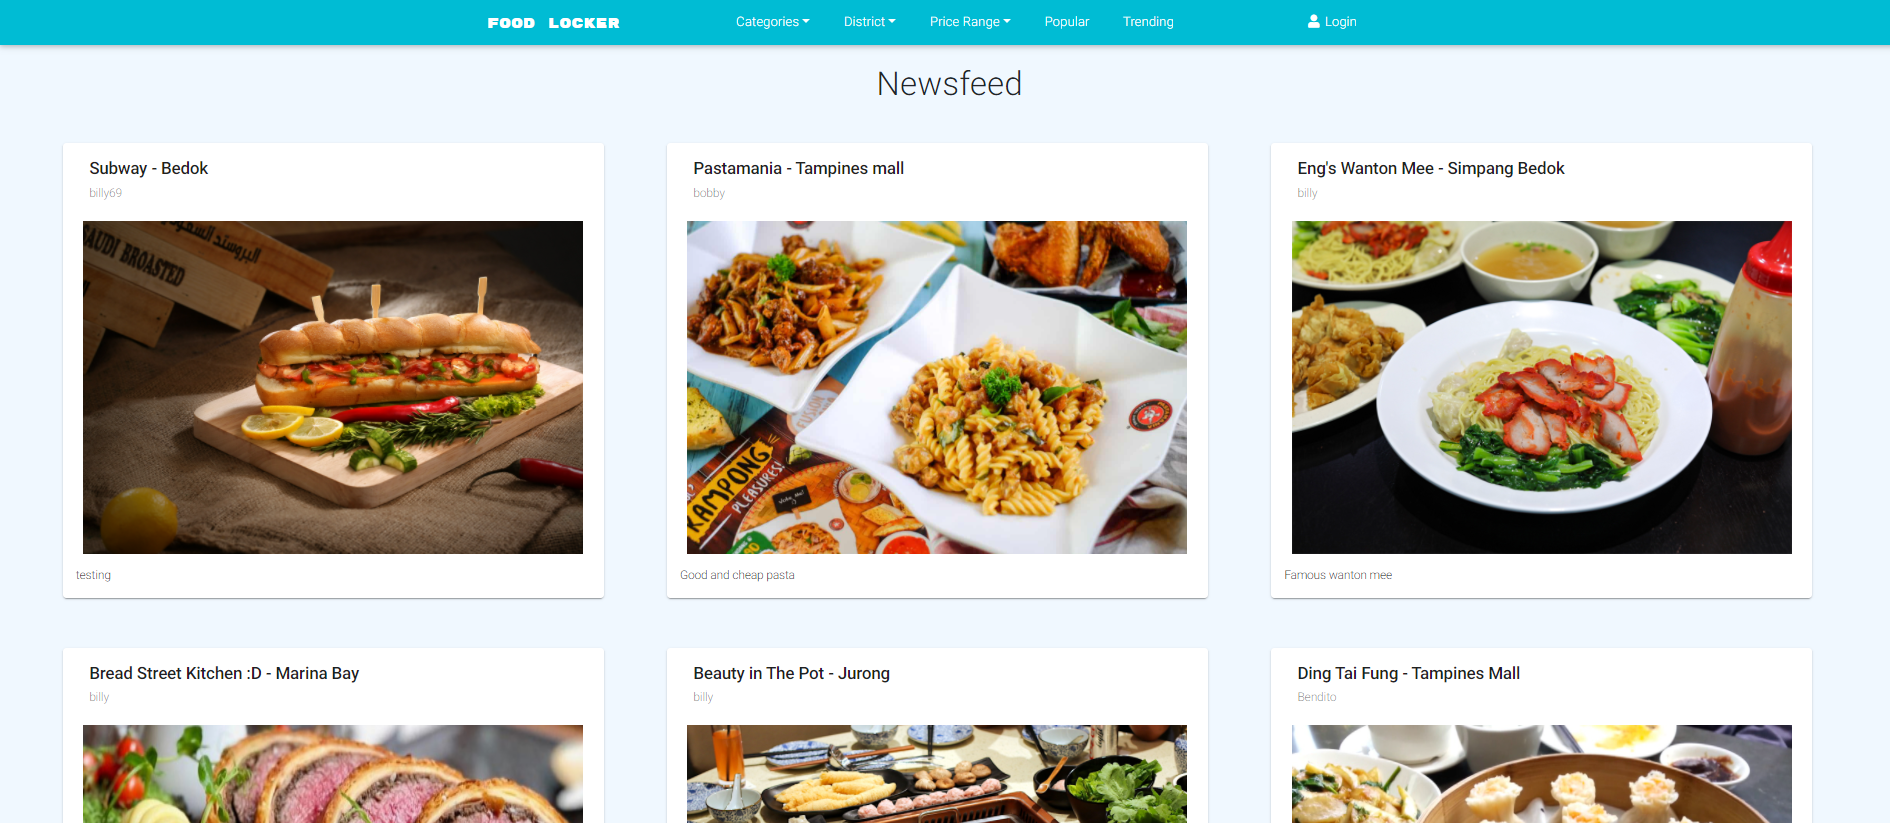 FOOD LOCKER
Categories
District
Price Range
Popular
Trending
Login
Newsfeed
Subway - Bedok
billy69
البروستد السعودي
SAUDI BROASTED
testing
Pastamania - Tampines mall
bobby
KAMPONG
PLEASURES!
Good and cheap pasta
Eng's Wanton Mee - Simpang Bedok
billy
Famous wanton mee
Bread Street Kitchen :D - Marina Bay
billy
Beauty in The Pot - Jurong
billy
Ding Tai Fung - Tampines Mall
Bendito